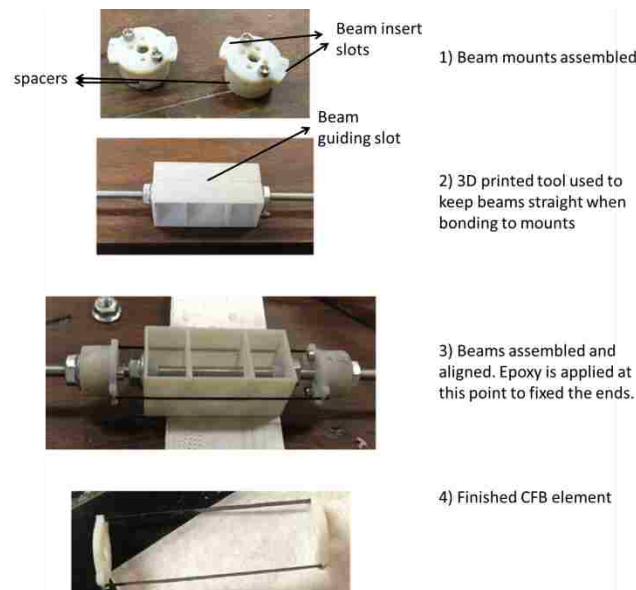 Beam insert
slots
spacers
1) Beam mounts assembled
Beam
guiding slot
2) 3D printed tool used to
keep beams straight when
bonding to mounts
3) Beams assembled and
aligned. Epoxy is applied at
this point to fixed the ends.
4) Finished CFB element